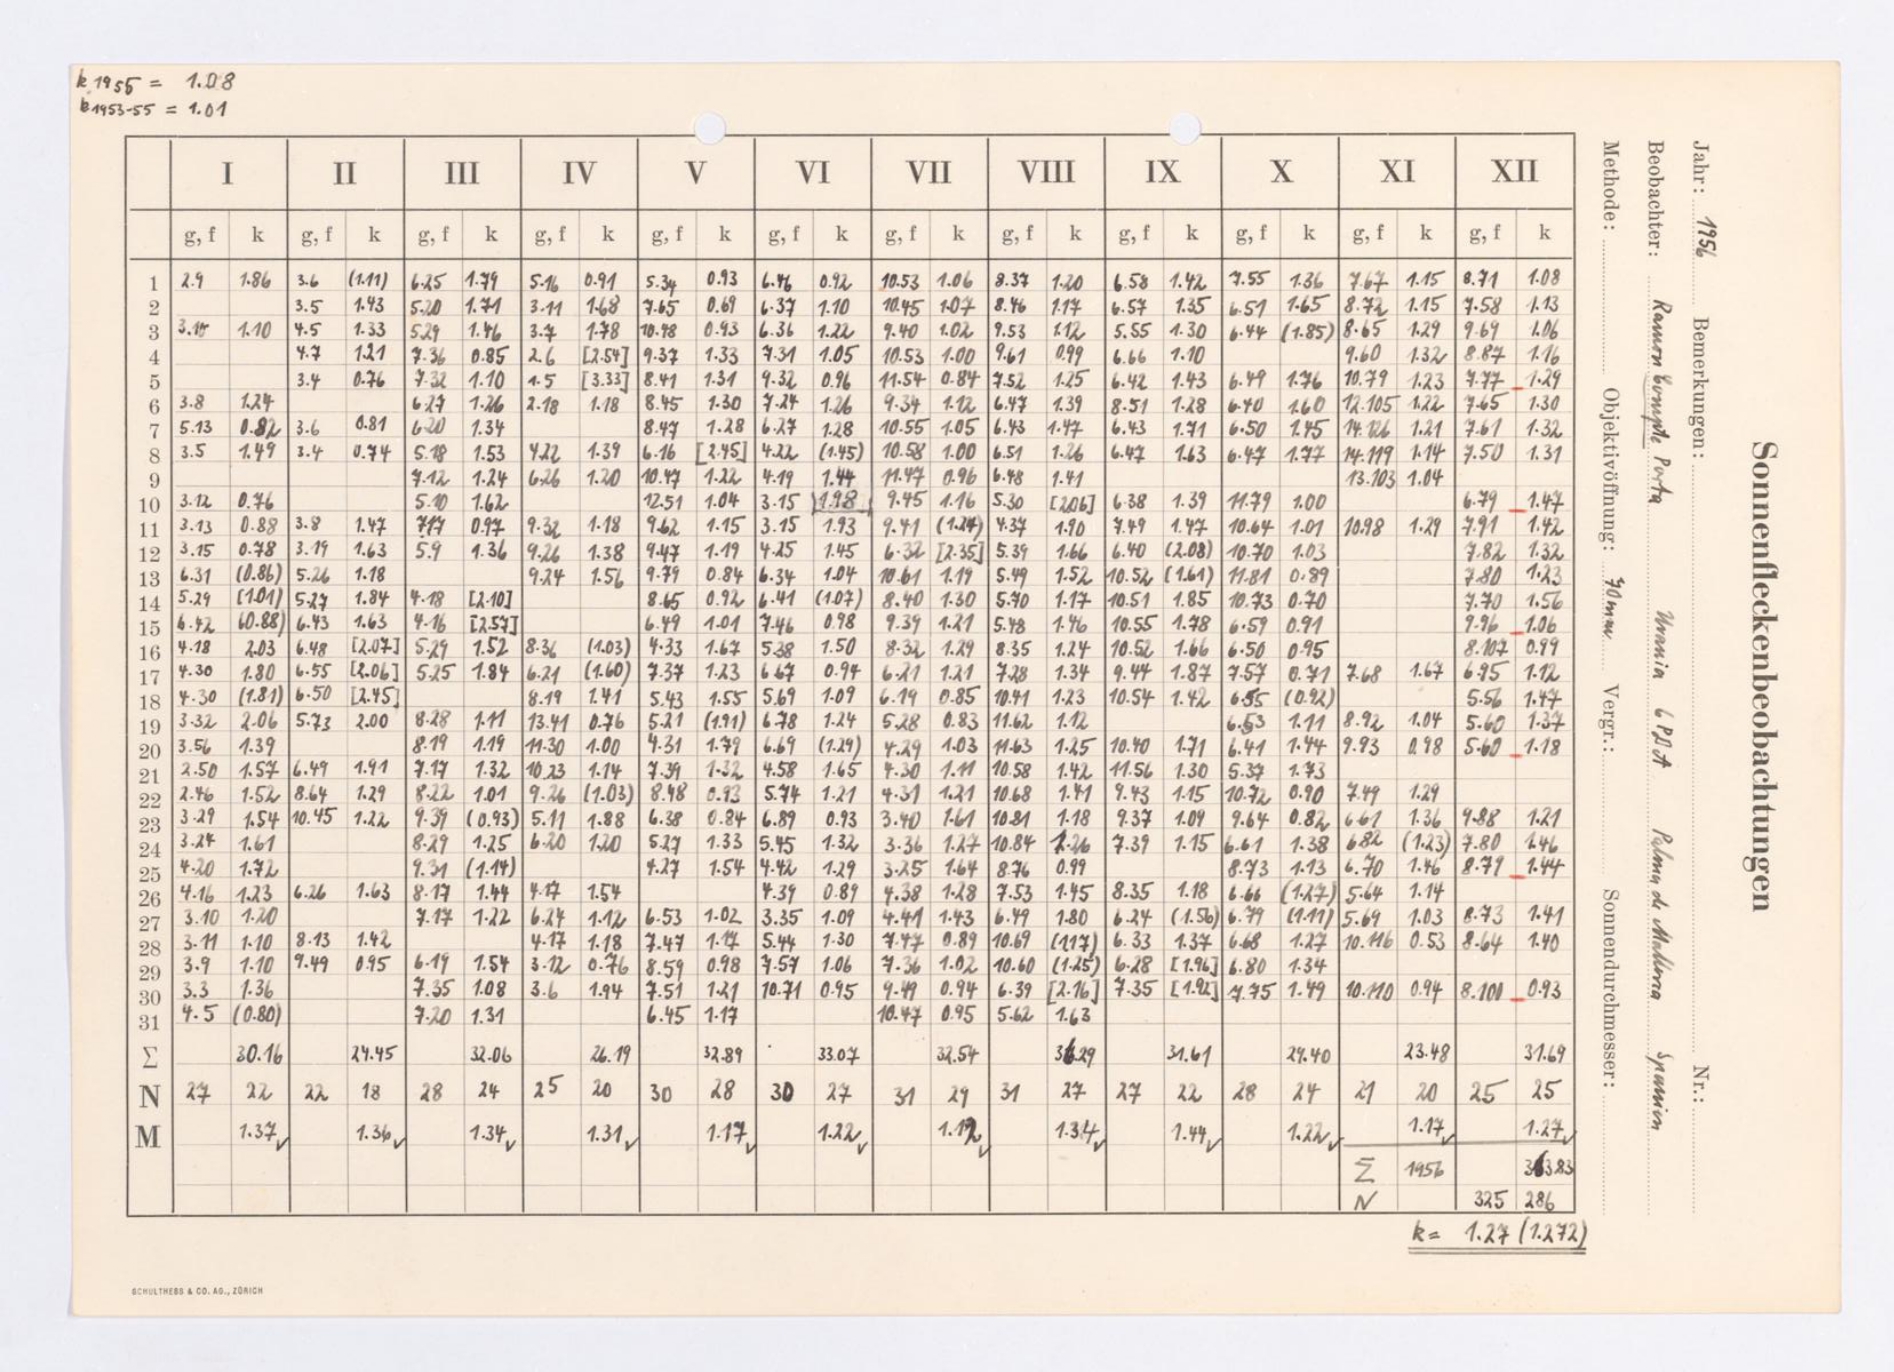 k 1955 = 1.08
k 1953-55 = 1.01
I II III IV V VI VII VIII IX X XI XII
g, f k g, f k g, f k g, f k g, f k g, f k g, f k g, f k g, f k g, f k g, f k g, f k
1 2.9 1.86 3.6 (1.11) 6.25 1.79 5.16 0.91 5.34 0.93 6.46 0.92 10.53 1.06 8.37 1.20 6.58 1.42 7.55 1.36 7.67 1.15 8.71 1.08
2 3.5 1.43 5.20 1.71 3.11 1.68 7.65 0.69 6.37 1.10 10.45 1.07 8.46 1.17 6.57 1.35 6.51 1.65 8.72 1.15 7.58 1.13
3 1.10 4.5 1.33 5.29 1.46 3.7 1.78 10.98 0.93 6.36 1.22 9.40 1.02 9.53 1.12 5.55 1.30 6.44 (1.85) 8.65 1.29 9.69 1.06
4 4.7 1.21 7.36 0.85 2.6 [2.54] 9.37 1.33 7.31 1.05 10.53 1.00 9.61 0.99 6.66 1.10 9.60 1.32 8.87 1.16
5 3.4 0.76 7.32 1.10 1.5 [3.33] 8.41 1.31 9.32 0.96 11.54 0.84 7.52 1.25 6.42 1.43 6.49 1.76 10.79 1.23 7.77 1.29
6 3.8 1.24 6.27 1.26 2.18 1.18 8.45 1.30 7.24 1.26 9.34 1.12 6.47 1.39 8.51 1.28 6.40 1.60 12.105 1.22 7.65 1.30
7 5.13 0.82 3.6 0.81 6.20 1.34 8.47 1.28 6.27 1.28 10.55 1.05 6.43 1.47 6.43 1.71 6.50 1.45 14.126 1.21 7.61 1.32
8 3.5 1.49 3.4 0.74 5.18 1.53 4.22 1.39 6.16 [2.45] 4.22 (1.45) 10.58 1.00 6.51 1.26 6.47 1.63 6.47 1.77 14.119 1.14 7.50 1.31
9 7.12 1.24 6.26 1.20 10.47 1.22 4.19 1.44 11.47 0.96 6.48 1.41 13.103 1.04
10 3.12 0.76 5.10 1.62 12.51 1.04 3.15 1.98 9.45 1.16 5.30 [2.06] 6.38 1.39 11.79 1.00 6.79 1.47
11 3.13 0.88 3.8 1.47 7.17 0.97 9.32 1.18 9.62 1.15 3.15 1.93 9.41 (1.24) 4.37 1.90 7.49 1.47 10.64 1.01 10.98 1.29 7.91 1.42
12 3.15 0.78 3.19 1.63 5.9 1.36 9.26 1.38 9.47 1.19 4.25 1.45 6.32 [2.35] 5.39 1.66 6.40 (2.08) 10.70 1.03 7.82 1.32
13 6.31 (0.86) 5.26 1.18 9.24 1.56 9.79 0.84 6.34 1.04 10.61 1.19 5.49 1.52 10.52 (1.61) 11.81 0.89 7.80 1.23
14 5.29 (1.01) 5.27 1.84 4.18 [2.10] 8.65 0.92 6.41 (1.07) 8.40 1.30 5.70 1.17 10.51 1.85 10.73 0.70 7.70 1.56
15 6.42 (0.88) 6.43 1.63 4.16 [2.57] 6.49 1.01 7.46 0.98 9.39 1.21 5.48 1.46 10.55 1.78 6.59 0.91 9.96 1.06
16 4.18 2.03 6.48 [2.07] 5.29 1.52 8.36 (1.03) 4.33 1.67 5.38 1.50 8.32 1.29 8.35 1.24 10.52 1.66 6.50 0.95 8.107 0.99
17 4.30 1.80 6.55 [2.06] 5.25 1.84 6.21 (1.60) 7.37 1.23 6.67 0.94 6.21 1.21 7.28 1.34 9.44 1.87 7.57 0.71 7.68 1.67 6.95 1.12
18 4.30 (1.81) 6.50 [2.45] 8.19 1.41 5.43 1.55 5.69 1.09 6.19 0.85 10.41 1.23 10.54 1.42 6.55 (0.92) 5.56 1.47
19 3.32 2.06 5.73 2.00 8.28 1.11 13.41 0.76 5.21 (1.91) 6.78 1.24 5.28 0.83 11.62 1.12 6.53 1.11 8.92 1.04 5.60 1.37
20 3.56 1.39 8.19 1.19 11.30 1.00 4.31 1.79 6.69 (1.29) 4.29 1.03 11.63 1.25 10.40 1.71 6.41 1.44 9.93 0.98 5.60 1.18
21 2.50 1.57 6.49 1.91 7.17 1.32 10.23 1.14 7.39 1.32 4.58 1.65 4.30 1.11 10.58 1.42 11.56 1.30 5.37 1.73
22 2.46 1.52 8.64 1.29 8.22 1.01 9.26 (1.03) 8.48 0.93 5.74 1.21 4.31 1.21 10.68 1.41 9.43 1.15 10.72 0.90 7.49 1.29
23 3.29 1.54 10.45 1.22 9.39 (0.93) 5.11 1.88 6.38 0.84 6.89 0.93 3.40 1.61 10.81 1.18 9.37 1.09 9.64 0.82 6.61 1.36 9.88 1.21
24 3.24 1.61 8.29 1.25 6.20 1.20 5.27 1.33 5.45 1.32 3.36 1.27 10.84 1.26 7.39 1.15 6.61 1.38 6.82 (1.23) 7.80 1.46
25 4.20 1.72 9.31 (1.14) 4.27 1.54 4.42 1.29 3.25 1.64 8.76 0.99 8.73 1.13 6.70 1.46 8.79 1.44
26 4.16 1.23 6.26 1.63 8.17 1.44 4.17 1.54 4.39 0.89 4.38 1.28 7.53 1.45 8.35 1.18 6.66 (1.27) 5.64 1.14
27 3.10 1.20 7.17 1.22 6.24 1.12 6.53 1.02 3.35 1.09 4.41 1.43 6.49 1.80 6.24 (1.56) 6.79 (1.11) 5.69 1.03 8.73 1.41
28 3.11 1.10 8.13 1.42 4.17 1.18 7.47 1.17 5.44 1.30 7.47 0.89 10.69 (1.17) 6.33 1.37 6.68 1.27 10.116 0.53 8.64 1.40
29 3.9 1.10 9.49 0.95 6.19 1.54 3.12 0.76 8.59 0.98 7.57 1.06 7.36 1.02 10.60 (1.25) 6.28 [1.96] 6.80 1.34
30 3.3 1.36 7.35 1.08 3.6 1.94 7.51 1.21 10.71 0.95 9.49 0.94 6.39 [2.16] 7.35 [1.92] 7.75 1.49 10.110 0.94 8.100 0.93
31 4.5 (0.80) 7.20 1.31 6.45 1.17 10.47 0.95 5.62 1.63
Σ 30.16 24.45 32.06 26.19 32.89 33.07 32.54 36.29 31.61 29.40 23.48 31.69
N 27 22 22 18 28 24 25 20 30 28 30 27 31 29 31 27 27 22 28 24 21 20 25 25
M 1.37 1.36 1.34 1.31 1.17 1.22 1.12 1.34 1.44 1.22 1.17 1.27
Σ 1956 363.83
N 325 286
k = 1.27 (1.272)
SCHULTHESS & CO. AG., ZÜRICH
Sonnenfleckenbeobachtungen
Jahr: 1956 Bemerkungen: Nr.:
Beobachter: Ramon Compte Porta Urania 6PDA Palma de Mallorca Spanien
Methode: Objektivöffnung: 70mm Vergr.: Sonnendurchmesser: